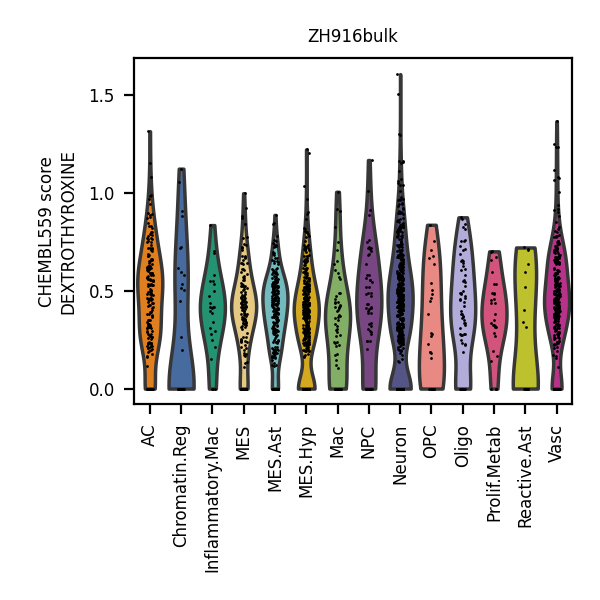 ZH916bulk
CHEMBL559 score
DEXTROTHYROXINE
1.5
1.0
0.5
0.0
AC
Chromatin.Reg
Inflammatory.Mac
MES
MES.Ast
MES.Hyp
Mac
NPC
Neuron
OPC
Oligo
Prolif.Metab
Reactive.Ast
Vasc